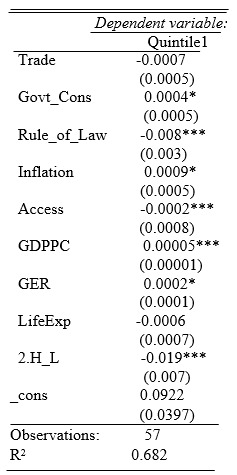 Dependent variable:
Quintile1
Trade -0.0007
(0.0005)
Govt_Cons 0.0004*
(0.0005)
Rule_of_Law -0.008***
(0.003)
Inflation 0.0009*
(0.0005)
Access -0.0002***
(0.0008)
GDPPC 0.00005***
(0.00001)
GER 0.0002*
(0.0001)
LifeExp -0.0006
(0.0007)
2.H_L -0.019***
(0.007)
_cons 0.0922
(0.0397)
Observations: 57
R² 0.682